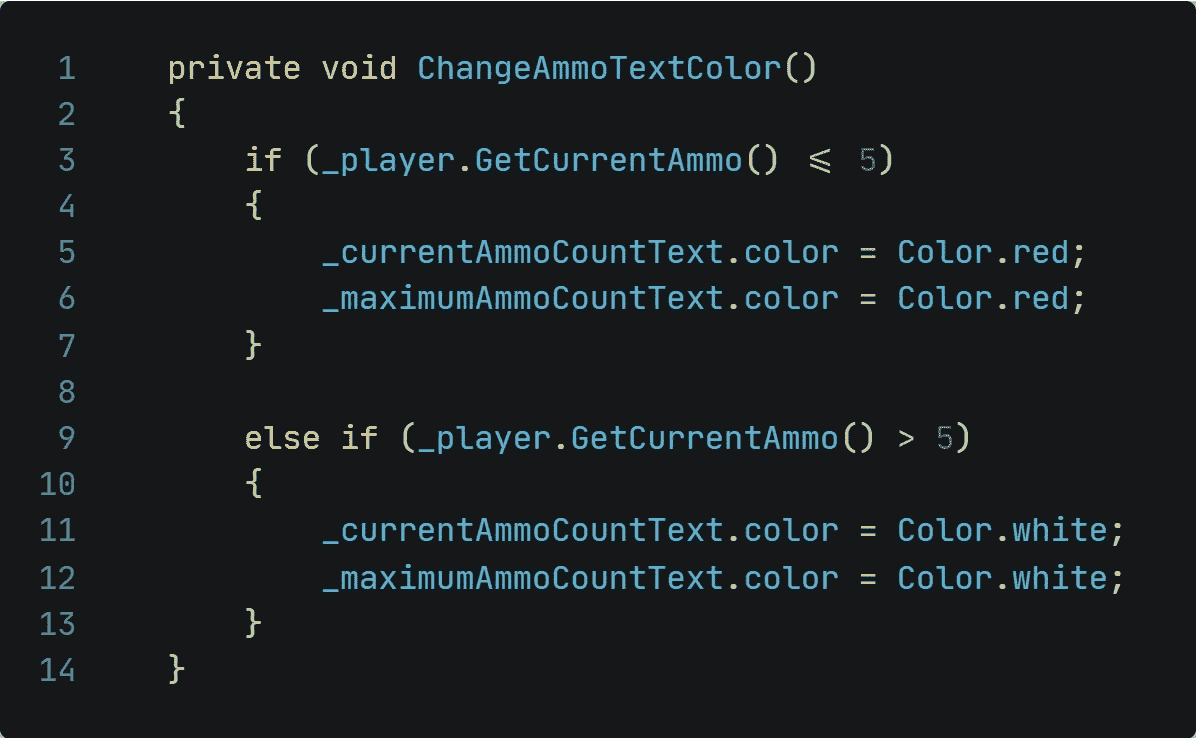 1 private void ChangeAmmoTextColor()
2 {
3 if (_player.GetCurrentAmmo() <= 5)
4 {
5 _currentAmmoCountText.color = Color.red;
6 _maximumAmmoCountText.color = Color.red;
7 }
8
9 else if (_player.GetCurrentAmmo() > 5)
10 {
11 _currentAmmoCountText.color = Color.white;
12 _maximumAmmoCountText.color = Color.white;
13 }
14 }